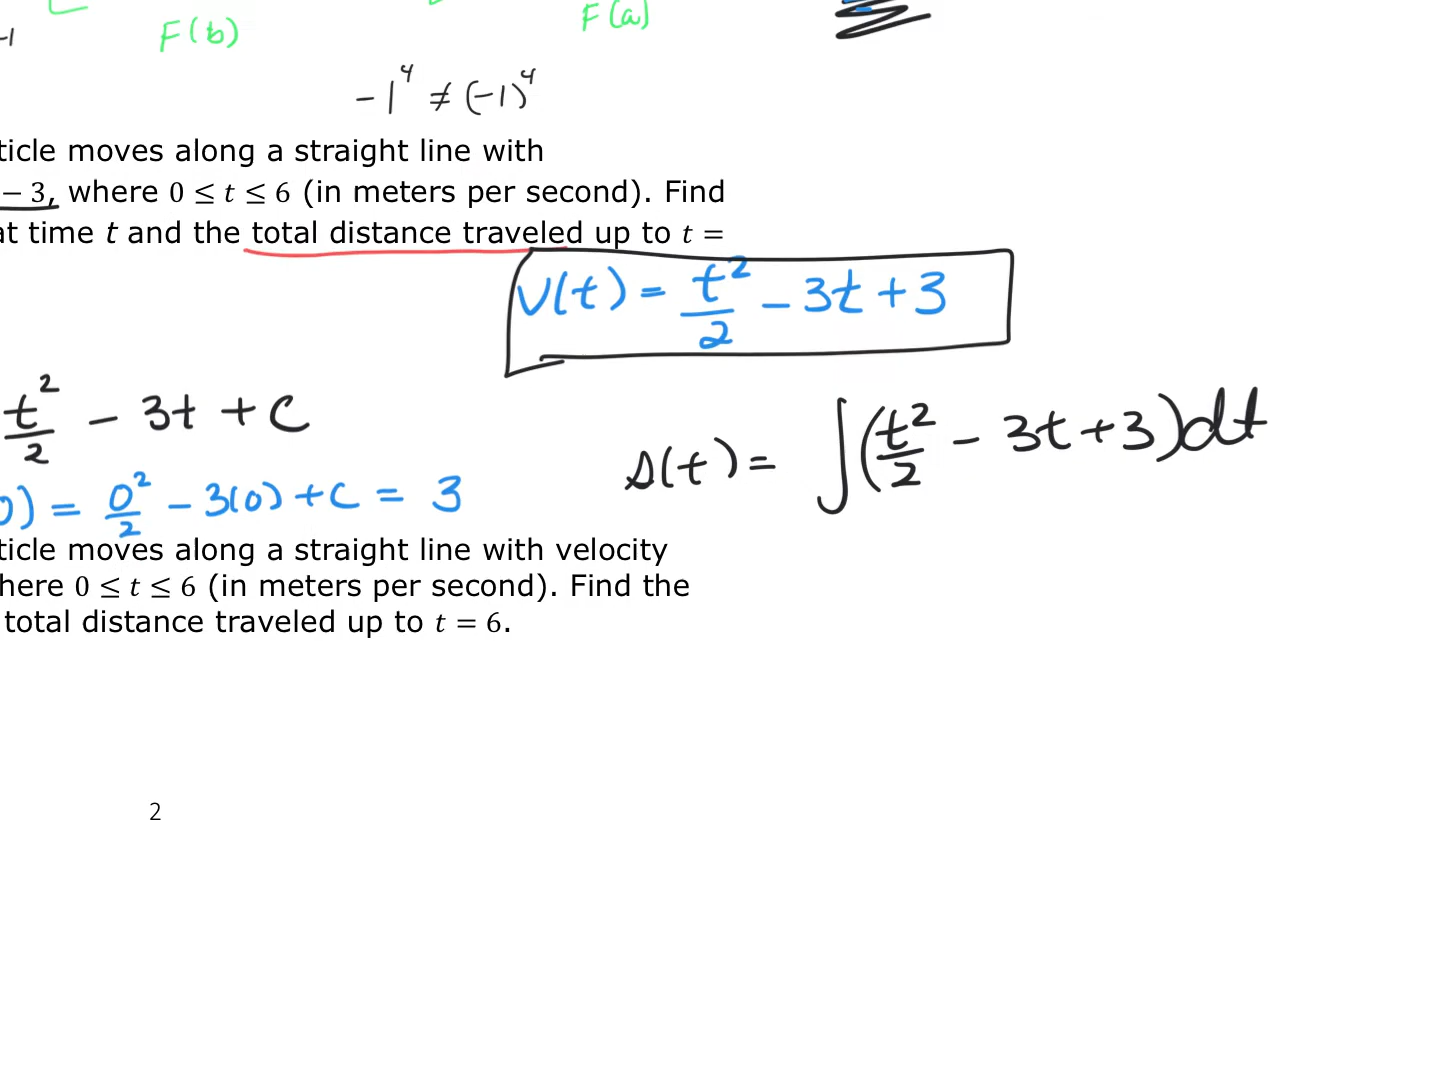 -1
F(b)
F(a)
-1⁴ ≠ (-1)⁴
ticle moves along a straight line with
− 3, where 0 ≤ t ≤ 6 (in meters per second). Find
at time t and the total distance traveled up to t =
v(t) = t²/2 - 3t + 3
t²/2 - 3t + c
s(t) = ∫(t²/2 - 3t + 3)dt
0) = 0²/2 - 3(0) + c = 3
ticle moves along a straight line with velocity
here 0 ≤ t ≤ 6 (in meters per second). Find the
total distance traveled up to t = 6.
2